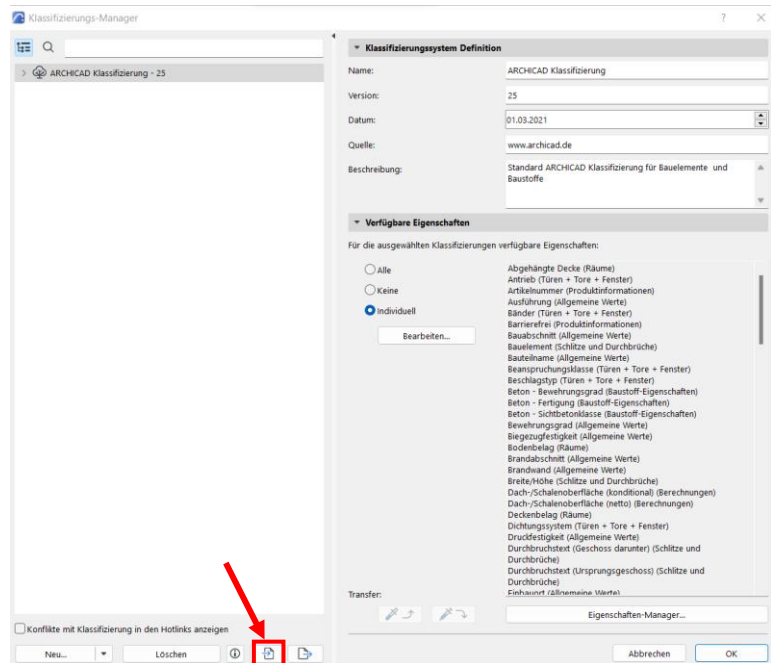 Klassifizierungs-Manager
ARCHICAD Klassifizierung - 25
Konflikte mit Klassifizierung in den Hotlinks anzeigen
Neu...
Löschen
Klassifizierungssystem Definition
Name:
ARCHICAD Klassifizierung
Version:
25
Datum:
01.03.2021
Quelle:
www.archicad.de
Beschreibung:
Standard ARCHICAD Klassifizierung für Bauelemente und
Baustoffe
Verfügbare Eigenschaften
Für die ausgewählten Klassifizierungen verfügbare Eigenschaften:
Alle
Keine
Individuell
Bearbeiten...
Abgehängte Decke (Räume)
Antrieb (Türen + Tore + Fenster)
Artikelnummer (Produktinformationen)
Ausführung (Allgemeine Werte)
Bänder (Türen + Tore + Fenster)
Barrierefrei (Produktinformationen)
Bauabschnitt (Allgemeine Werte)
Bauelement (Schlitze und Durchbrüche)
Bauteilname (Allgemeine Werte)
Beanspruchungsklasse (Türen + Tore + Fenster)
Beschlagstyp (Türen + Tore + Fenster)
Beton - Bewehrungsgrad (Baustoff-Eigenschaften)
Beton - Fertigung (Baustoff-Eigenschaften)
Beton - Sichtbetonklasse (Baustoff-Eigenschaften)
Bewehrungsgrad (Allgemeine Werte)
Biegezugfestigkeit (Allgemeine Werte)
Bodenbelag (Räume)
Brandabschnitt (Allgemeine Werte)
Brandwand (Allgemeine Werte)
Breite/Höhe (Schlitze und Durchbrüche)
Dach-/Schalenoberfläche (konditional) (Berechnungen)
Dach-/Schalenoberfläche (netto) (Berechnungen)
Deckenbelag (Räume)
Dichtungssystem (Türen + Tore + Fenster)
Druckfestigkeit (Allgemeine Werte)
Durchbruchstext (Geschoss darunter) (Schlitze und
Durchbrüche)
Durchbruchstext (Ursprungsgeschoss) (Schlitze und
Durchbrüche)
Einbauort (Allgemeine Werte)
Transfer:
Eigenschaften-Manager...
Abbrechen
OK